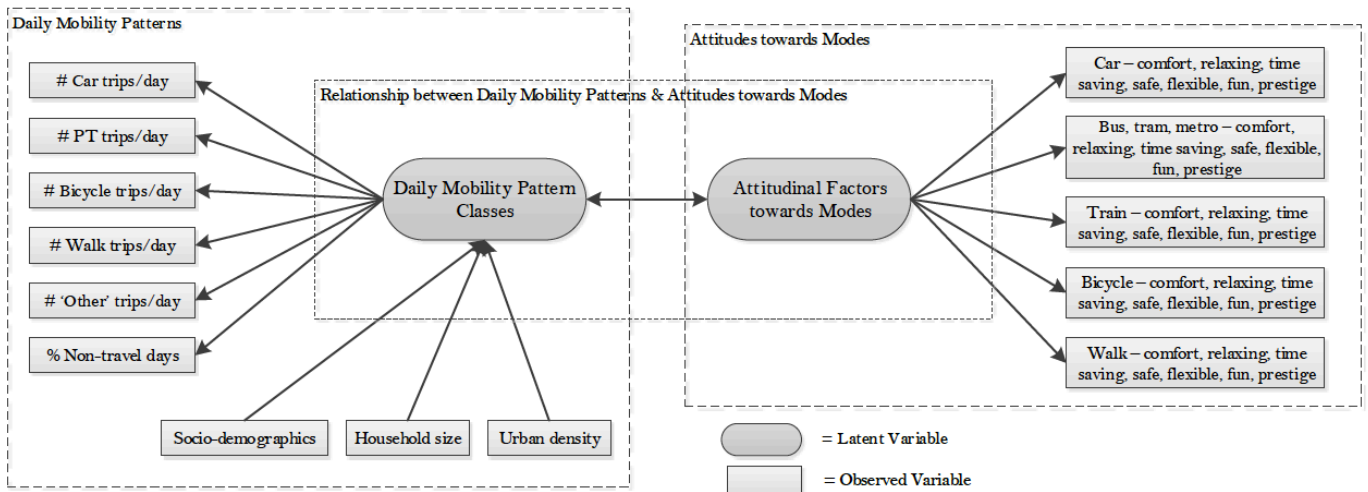 Daily Mobility Patterns
# Car trips/day
# PT trips/day
# Bicycle trips/day
# Walk trips/day
# 'Other' trips/day
% Non-travel days
Relationship between Daily Mobility Patterns & Attitudes towards Modes
Daily Mobility Pattern
Classes
Attitudinal Factors
towards Modes
Socio-demographics
Household size
Urban density
Attitudes towards Modes
Car – comfort, relaxing, time
saving, safe, flexible, fun, prestige
Bus, tram, metro – comfort,
relaxing, time saving, safe, flexible,
fun, prestige
Train – comfort, relaxing, time
saving, safe, flexible, fun, prestige
Bicycle – comfort, relaxing, time
saving, safe, flexible, fun, prestige
Walk – comfort, relaxing, time
saving, safe, flexible, fun, prestige
= Latent Variable
= Observed Variable